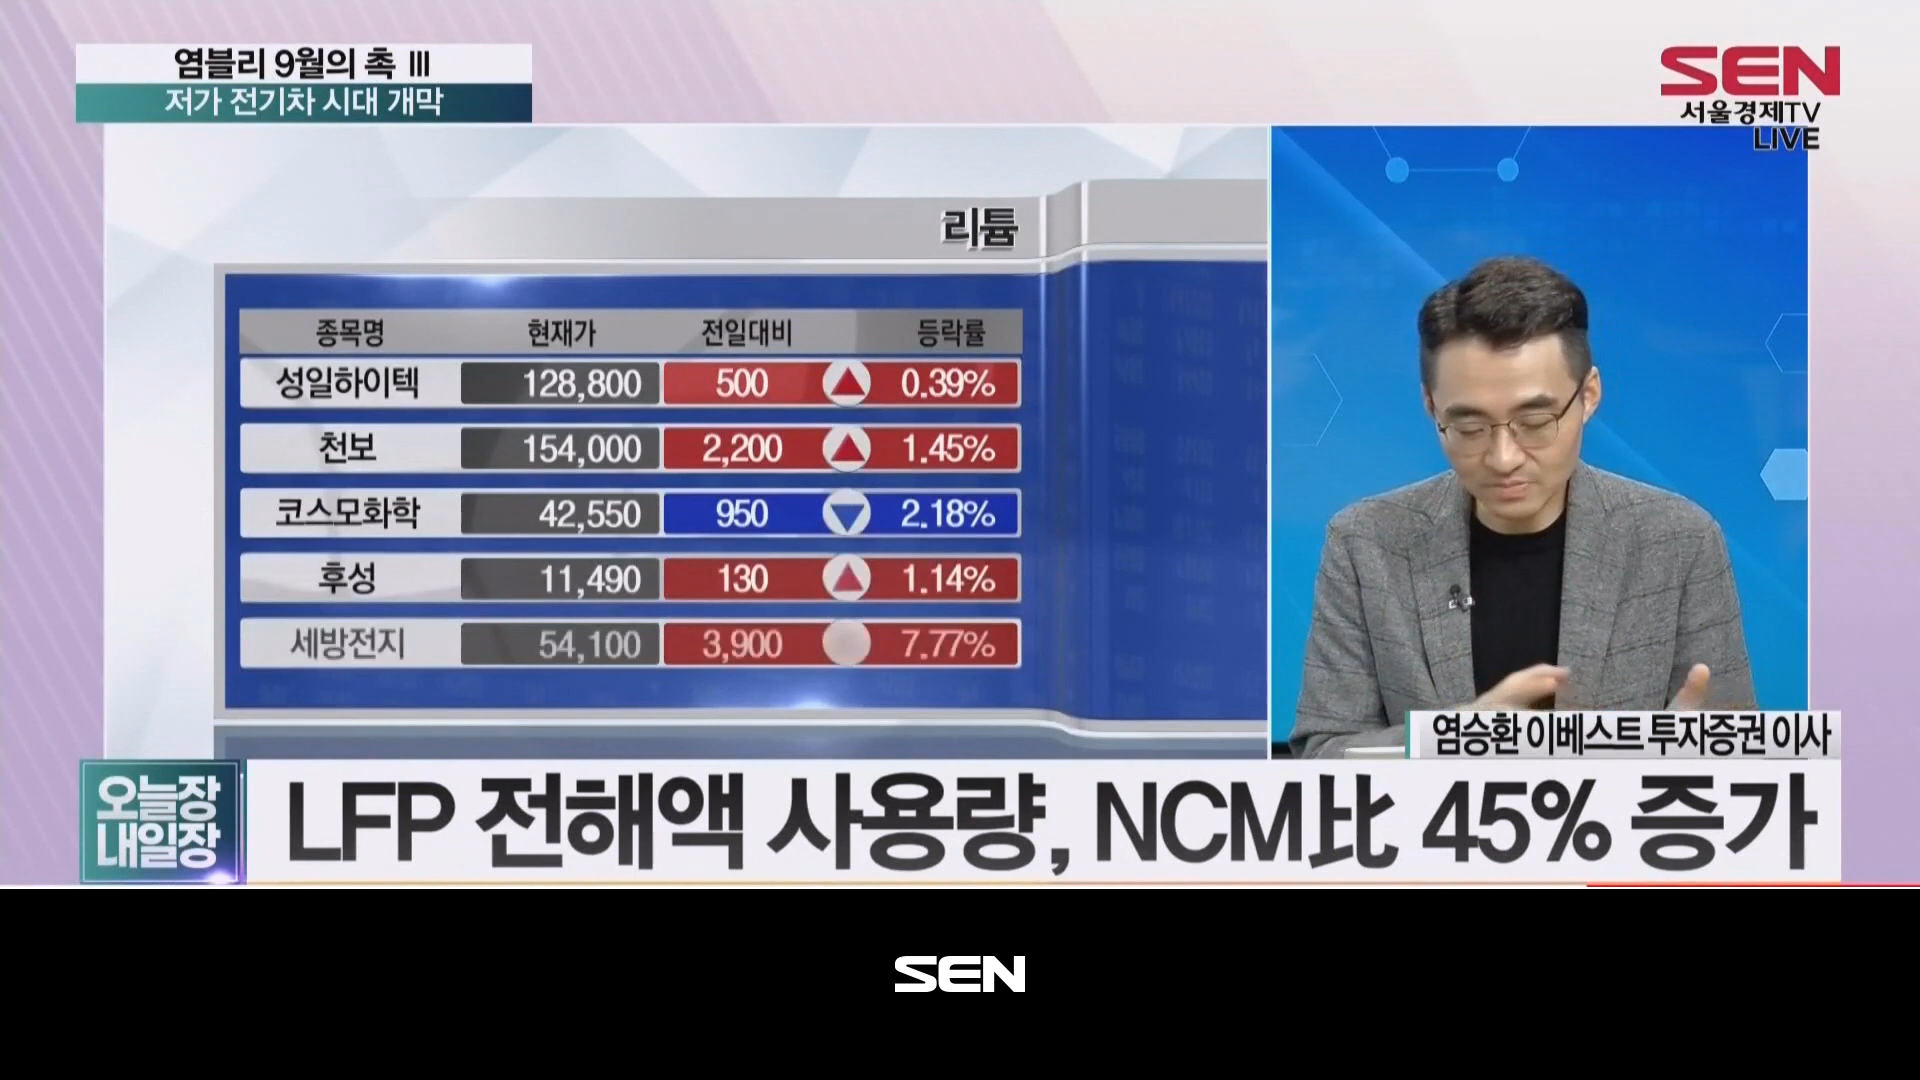 염블리 9월의 촉 Ⅲ
저가 전기차 시대 개막
SEN
서울경제TV
LIVE
리튬
종목명 현재가 전일대비 등락률
성일하이텍 128,800 500 ▲ 0.39%
천보 154,000 2,200 ▲ 1.45%
코스모화학 42,550 950 ▼ 2.18%
후성 11,490 130 ▲ 1.14%
세방전지 54,100 3,900 7.77%
염승환 이베스트 투자증권 이사
오늘장
내일장
LFP 전해액 사용량, NCM比 45% 증가
SEN